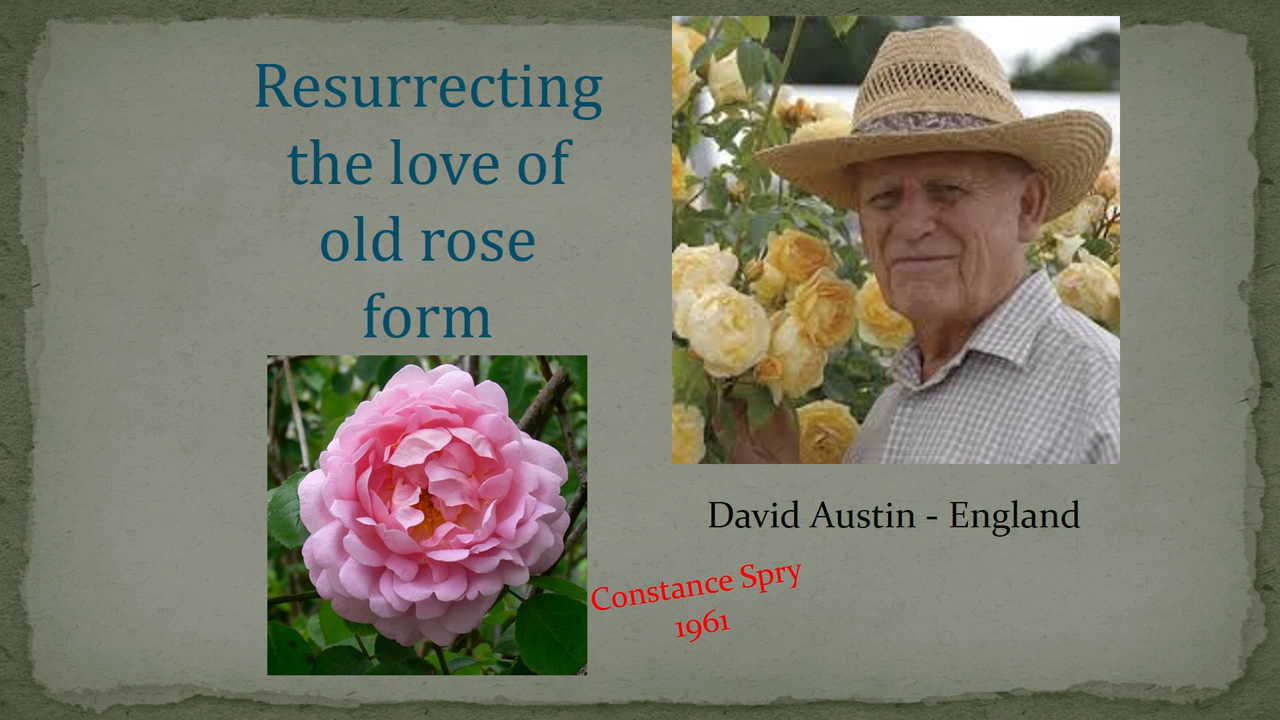 Resurrecting
the love of
old rose
form
David Austin - England
Constance Spry
1961